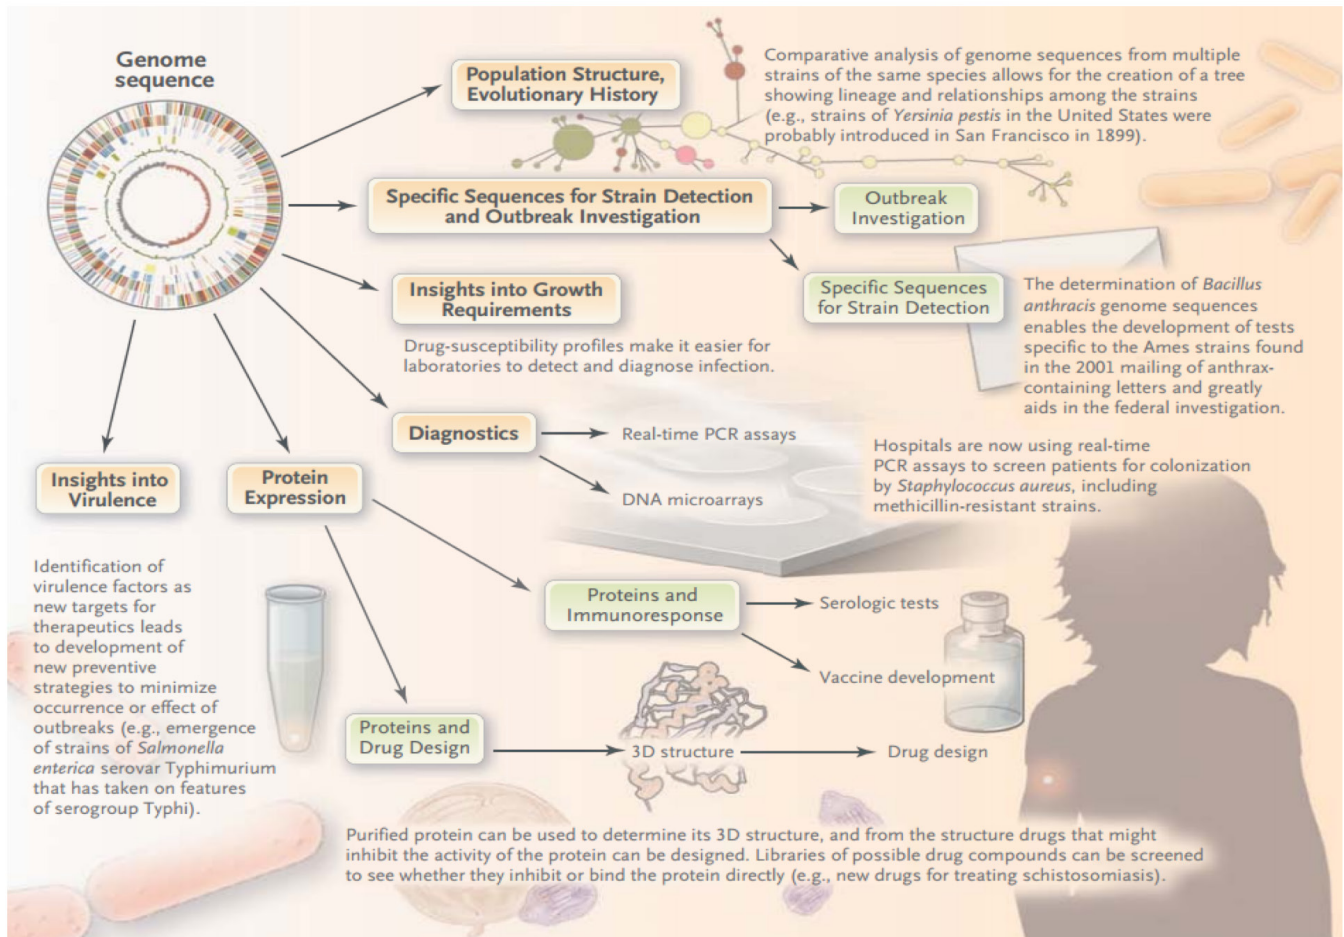 Genome
sequence
Population Structure,
Evolutionary History
Comparative analysis of genome sequences from multiple
strains of the same species allows for the creation of a tree
showing lineage and relationships among the strains
(e.g., strains of Yersinia pestis in the United States were
probably introduced in San Francisco in 1899).
Specific Sequences for Strain Detection
and Outbreak Investigation
Outbreak
Investigation
Specific Sequences
for Strain Detection
The determination of Bacillus
anthracis genome sequences
enables the development of tests
specific to the Ames strains found
in the 2001 mailing of anthrax-
containing letters and greatly
aids in the federal investigation.
Insights into Growth
Requirements
Drug-susceptibility profiles make it easier for
laboratories to detect and diagnose infection.
Diagnostics
Real-time PCR assays
DNA microarrays
Hospitals are now using real-time
PCR assays to screen patients for colonization
by Staphylococcus aureus, including
methicillin-resistant strains.
Insights into
Virulence
Protein
Expression
Identification of
virulence factors as
new targets for
therapeutics leads
to development of
new preventive
strategies to minimize
occurrence or effect of
outbreaks (e.g., emergence
of strains of Salmonella
enterica serovar Typhimurium
that has taken on features
of serogroup Typhi).
Proteins and
Immunoresponse
Serologic tests
Vaccine development
Proteins and
Drug Design
3D structure
Drug design
Purified protein can be used to determine its 3D structure, and from the structure drugs that might
inhibit the activity of the protein can be designed. Libraries of possible drug compounds can be screened
to see whether they inhibit or bind the protein directly (e.g., new drugs for treating schistosomiasis).